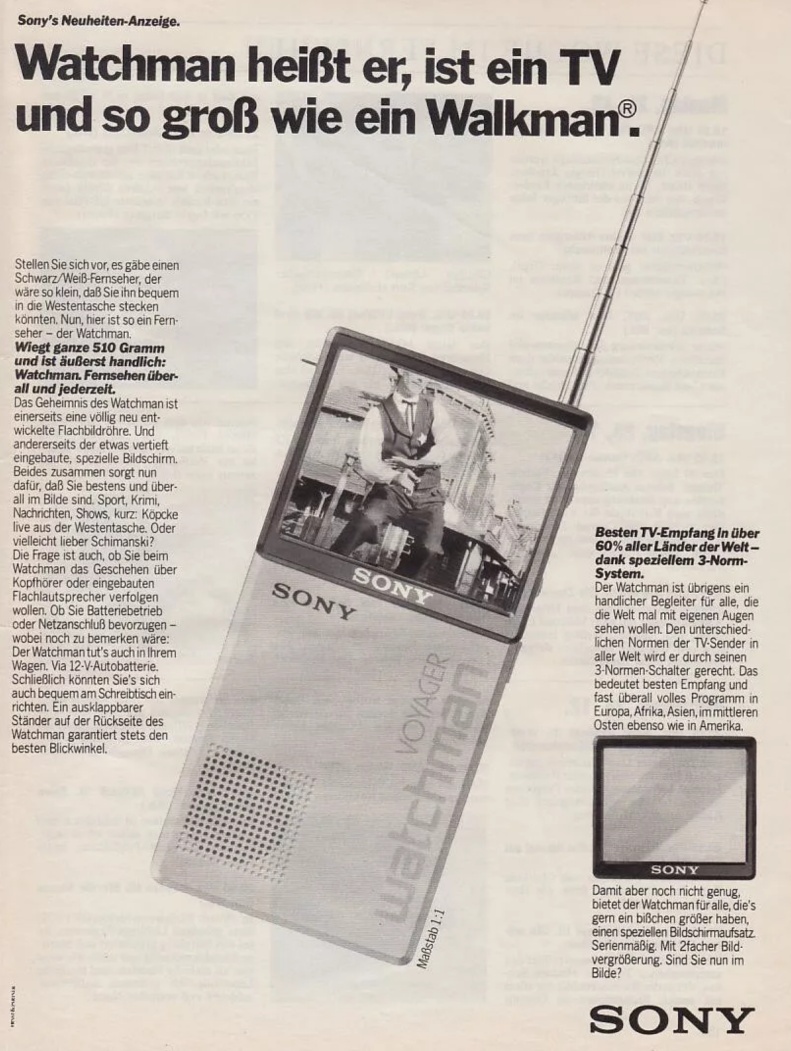 Sony's Neuheiten-Anzeige.
Watchman heißt er, ist ein TV
und so groß wie ein Walkman®.
Stellen Sie sich vor, es gäbe einen
Schwarz/Weiß-Fernseher, der
wäre so klein, daß Sie ihn bequem
in die Westentasche stecken
könnten. Nun, hier ist so ein Fern-
seher – der Watchman.
Wiegt ganze 510 Gramm
und ist äußerst handlich:
Watchman. Fernsehen über-
all und jederzeit.
Das Geheimnis des Watchman ist
einerseits eine völlig neu ent-
wickelte Flachbildröhre. Und
andererseits der etwas vertieft
eingebaute, spezielle Bildschirm.
Beides zusammen sorgt nun
dafür, daß Sie bestens und über-
all im Bilde sind. Sport, Krimi,
Nachrichten, Shows, kurz: Köpcke
live aus der Westentasche. Oder
vielleicht lieber Schimanski?
Die Frage ist auch, ob Sie beim
Watchman das Geschehen über
Kopfhörer oder eingebauten
Flachlautsprecher verfolgen
wollen. Ob Sie Batteriebetrieb
oder Netzanschluß bevorzugen –
wobei noch zu bemerken wäre:
Der Watchman tut's auch in Ihrem
Wagen. Via 12-V-Autobatterie.
Schließlich könnten Sie's sich
auch bequem am Schreibtisch ein-
richten. Ein ausklappbarer
Ständer auf der Rückseite des
Watchman garantiert stets den
besten Blickwinkel.
SONY
SONY
VOYAGER
watchman
Maßstab 1:1
Besten TV-Empfang in über
60% aller Länder der Welt –
dank speziellem 3-Norm-
System.
Der Watchman ist übrigens ein
handlicher Begleiter für alle, die
die Welt mal mit eigenen Augen
sehen wollen. Den unterschied-
lichen Normen der TV-Sender in
aller Welt wird er durch seinen
3-Normen-Schalter gerecht. Das
bedeutet besten Empfang und
fast überall volles Programm in
Europa, Afrika, Asien, im mittleren
Osten ebenso wie in Amerika.
SONY
Damit aber noch nicht genug,
bietet der Watchman für alle, die's
gern ein bißchen größer haben,
einen speziellen Bildschirmaufsatz.
Serienmäßig. Mit 2facher Bild-
vergrößerung. Sind Sie nun im
Bilde?
SONY